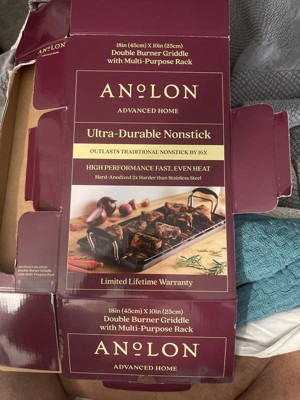 18in (45cm) X 10in (25cm)
Double Burner Griddle
with Multi-Purpose Rack
ANOLON
ADVANCED HOME
Ultra-Durable Nonstick
OUTLASTS TRADITIONAL NONSTICK BY 16X
HIGH PERFORMANCE FAST, EVEN HEAT
Hard-Anodized 2x Harder than Stainless Steel
Limited Lifetime Warranty
18in (45cm) X 10in (25cm)
Double Burner Griddle
with Multi-Purpose Rack
ANOLON
ADVANCED HOME